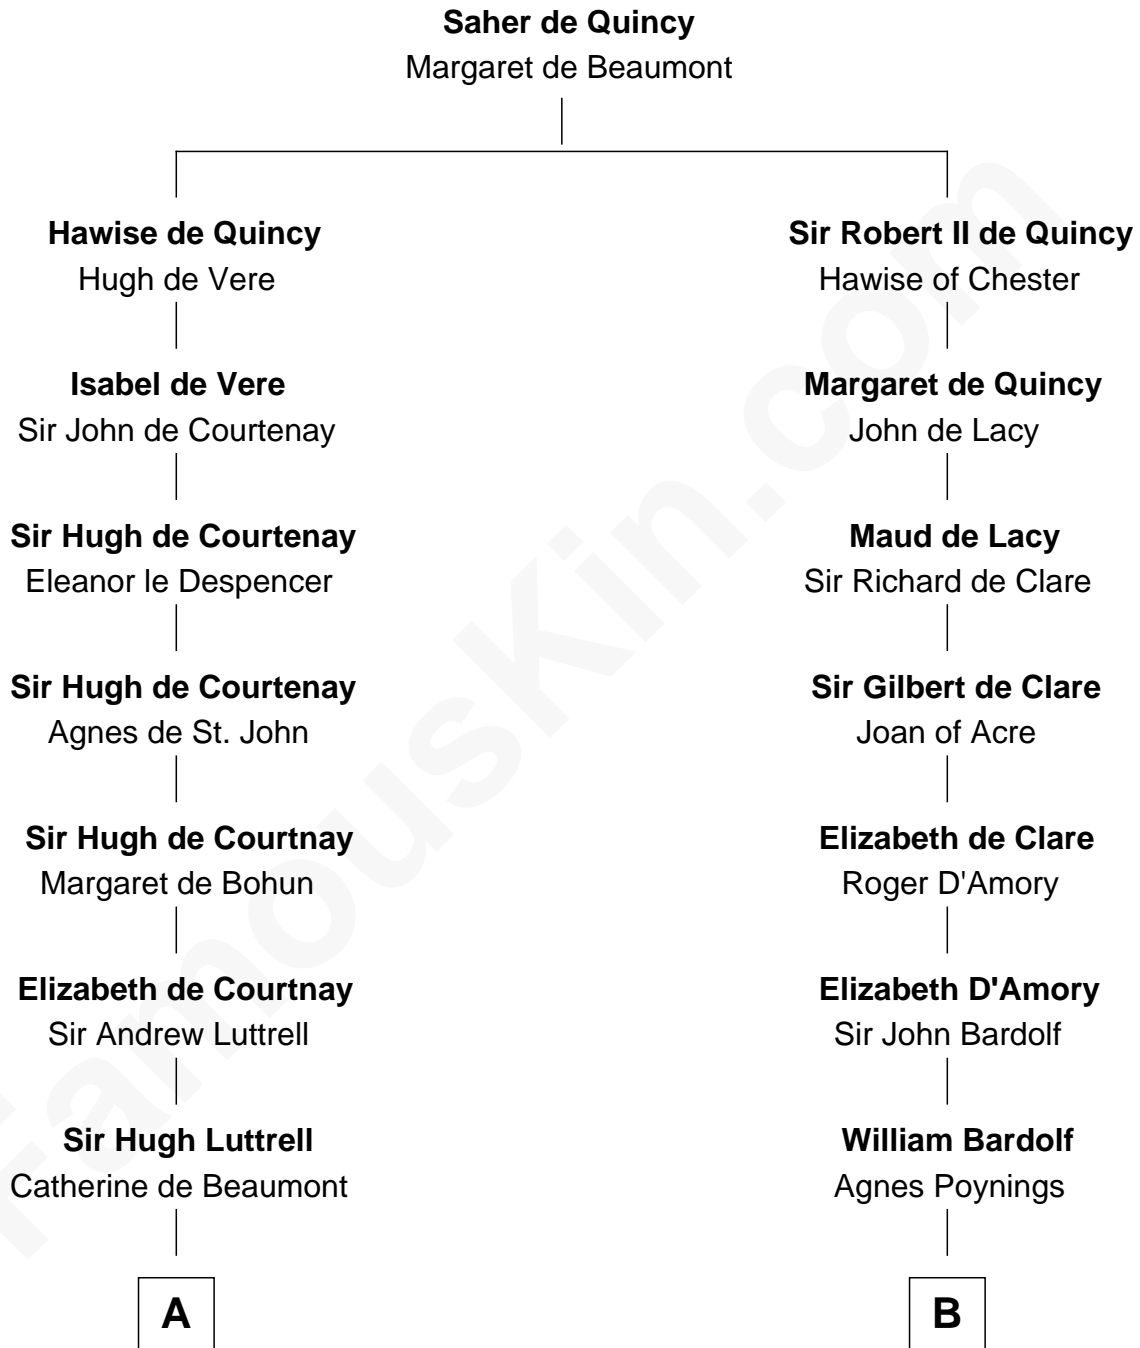 Saher de Quincy
Margaret de Beaumont
Hawise de Quincy
Hugh de Vere
Sir Robert II de Quincy
Hawise of Chester
Isabel de Vere
Sir John de Courtenay
Margaret de Quincy
John de Lacy
Sir Hugh de Courtenay
Eleanor le Despencer
Maud de Lacy
Sir Richard de Clare
Sir Hugh de Courtenay
Agnes de St. John
Sir Gilbert de Clare
Joan of Acre
Sir Hugh de Courtnay
Margaret de Bohun
Elizabeth de Clare
Roger D'Amory
Elizabeth de Courtnay
Sir Andrew Luttrell
Elizabeth D'Amory
Sir John Bardolf
Sir Hugh Luttrell
Catherine de Beaumont
William Bardolf
Agnes Poynings
A
B
FamousKin.com